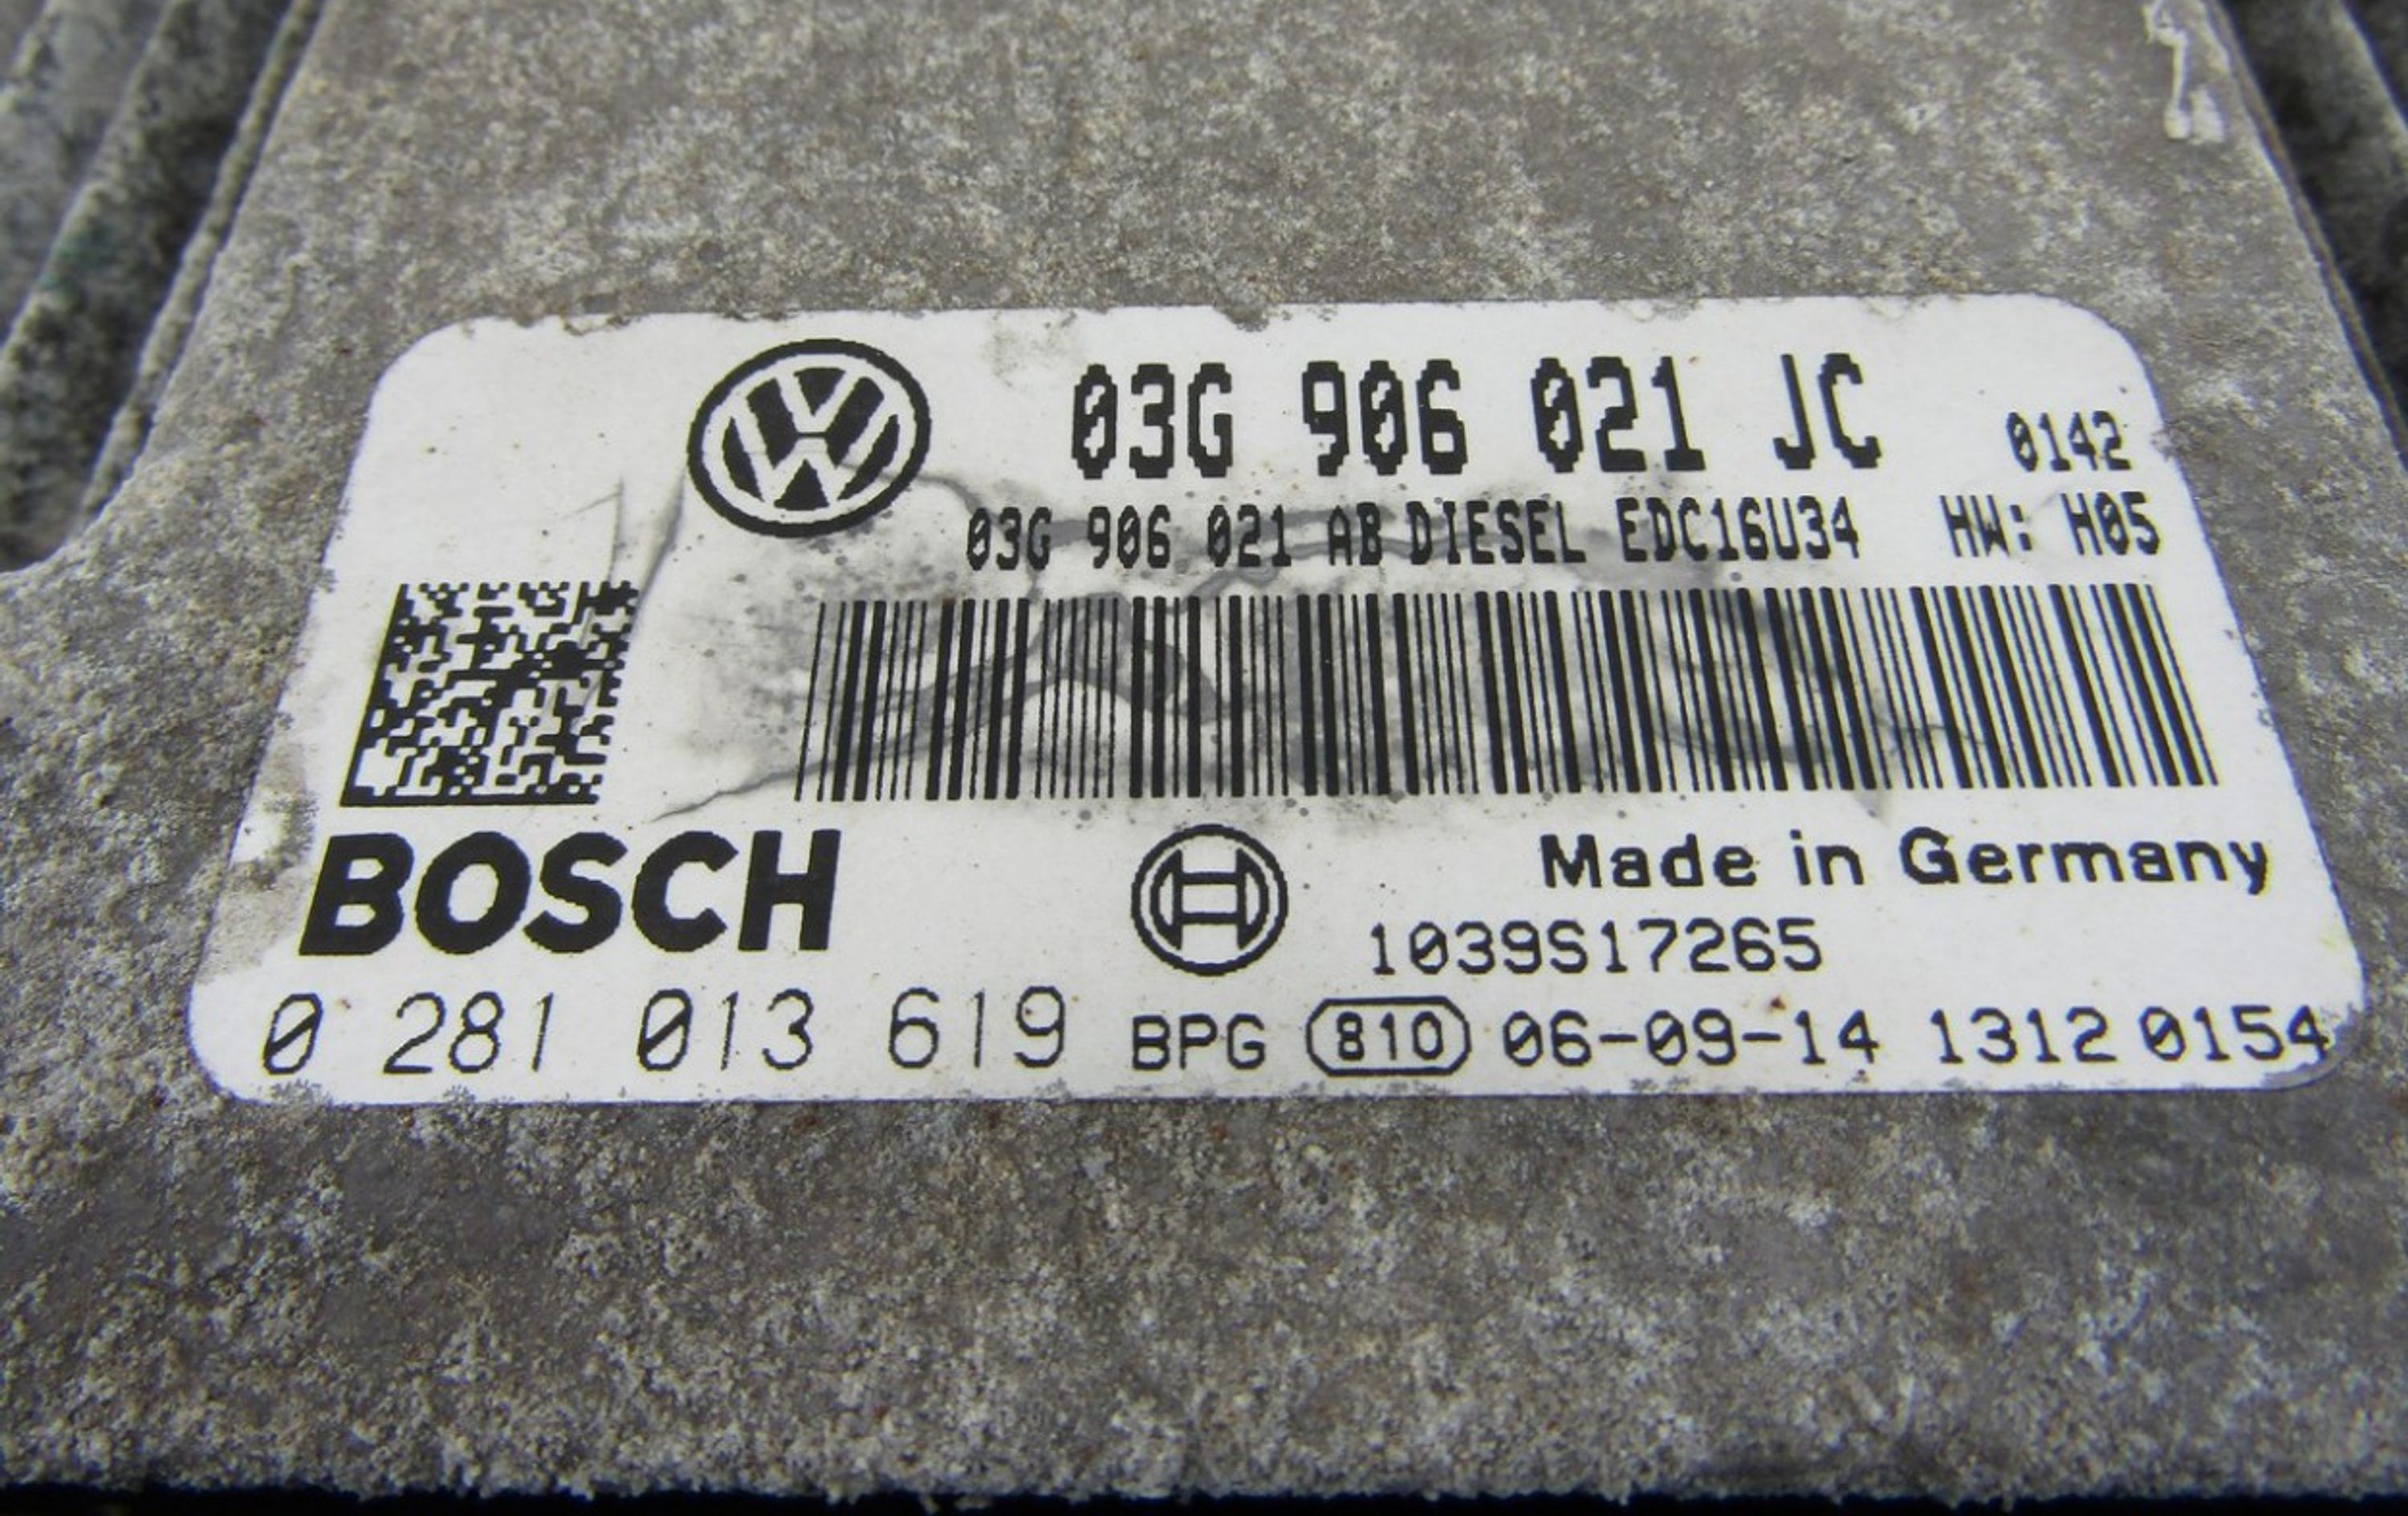 03G 906 021 JC 0142
03G 906 021 AB DIESEL EDC16U34 HW: H05
BOSCH
Made in Germany
1039S17265
0 281 013 619 BPG 810 06-09-14 1312 0154